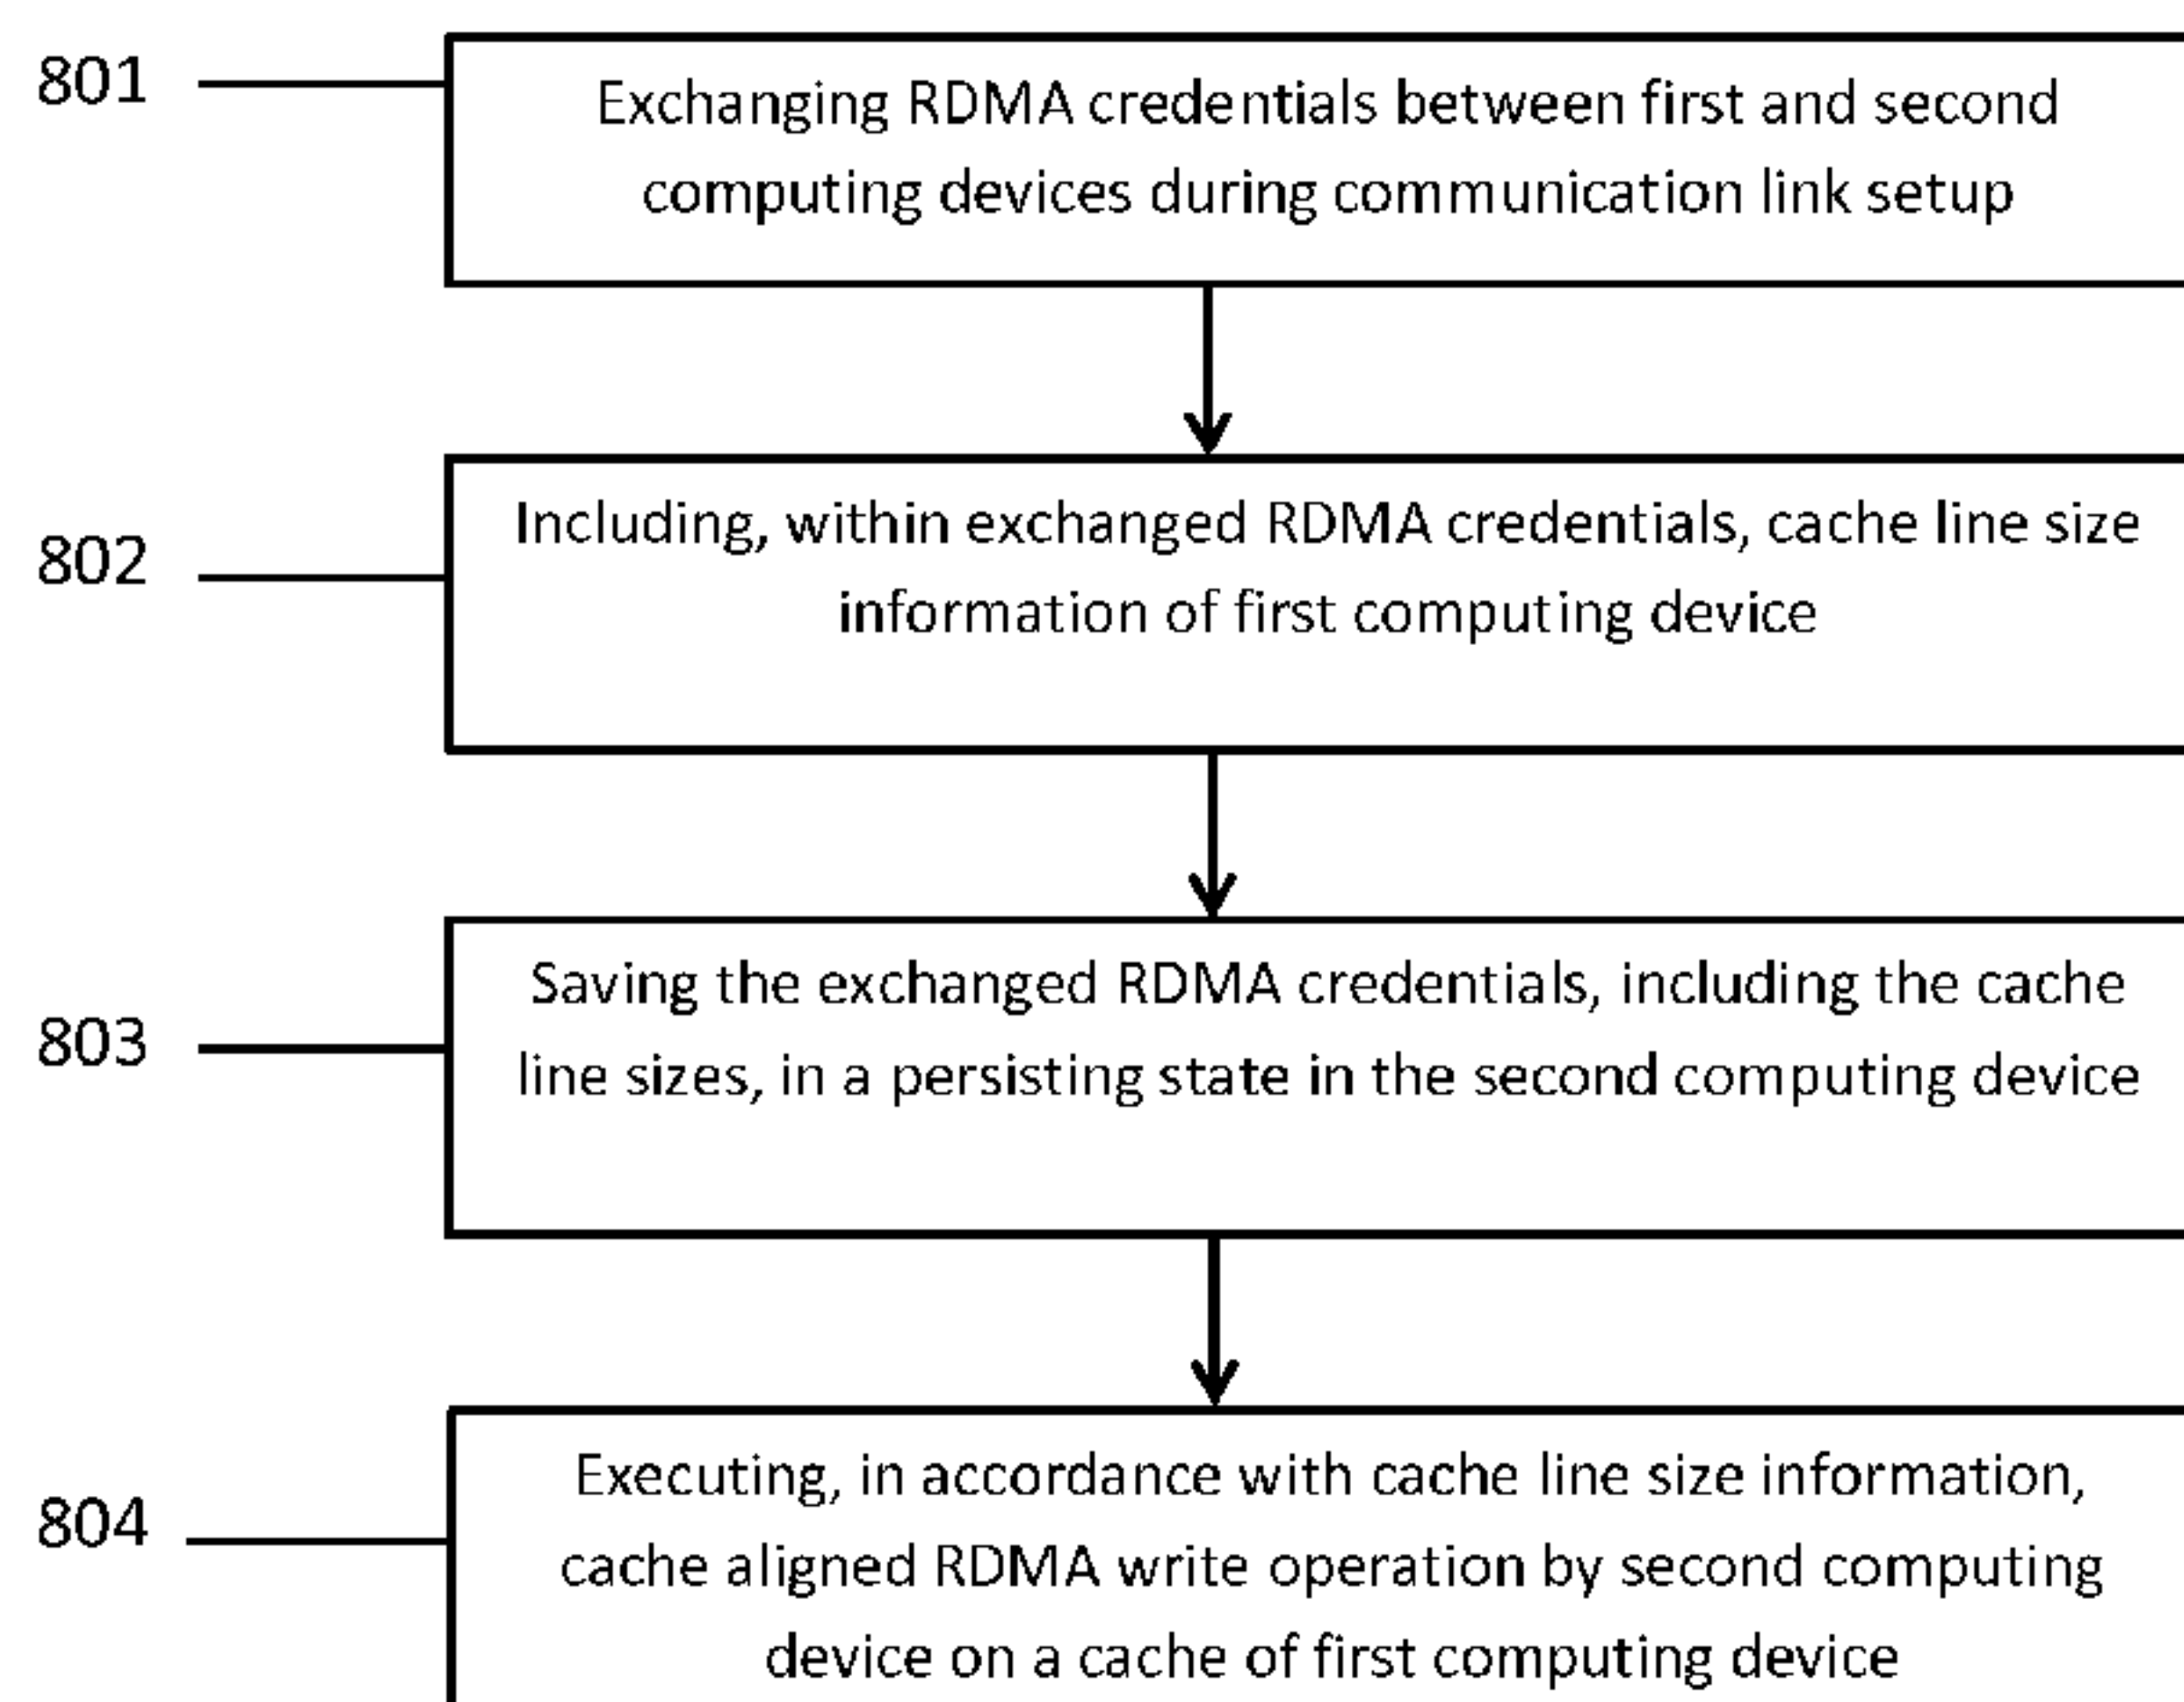 801
Exchanging RDMA credentials between first and second
computing devices during communication link setup
802
Including, within exchanged RDMA credentials, cache line size
information of first computing device
803
Saving the exchanged RDMA credentials, including the cache
line sizes, in a persisting state in the second computing device
804
Executing, in accordance with cache line size information,
cache aligned RDMA write operation by second computing
device on a cache of first computing device